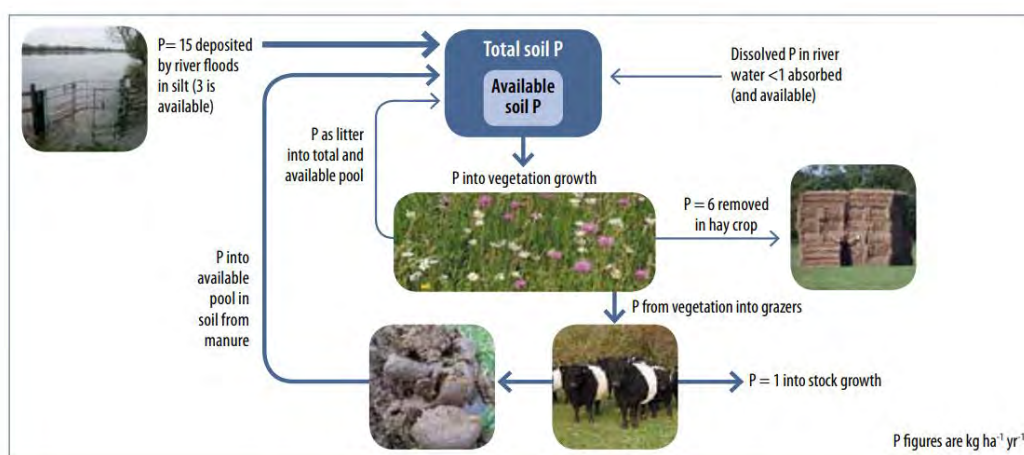 P= 15 deposited
by river floods
in silt (3 is
available)
Total soil P
Available
soil P
Dissolved P in river
water <1 absorbed
(and available)
P as litter
into total and
available pool
P into vegetation growth
P = 6 removed
in hay crop
P into
available
pool in
soil from
manure
P from vegetation into grazers
P = 1 into stock growth
P figures are kg ha⁻¹ yr⁻¹